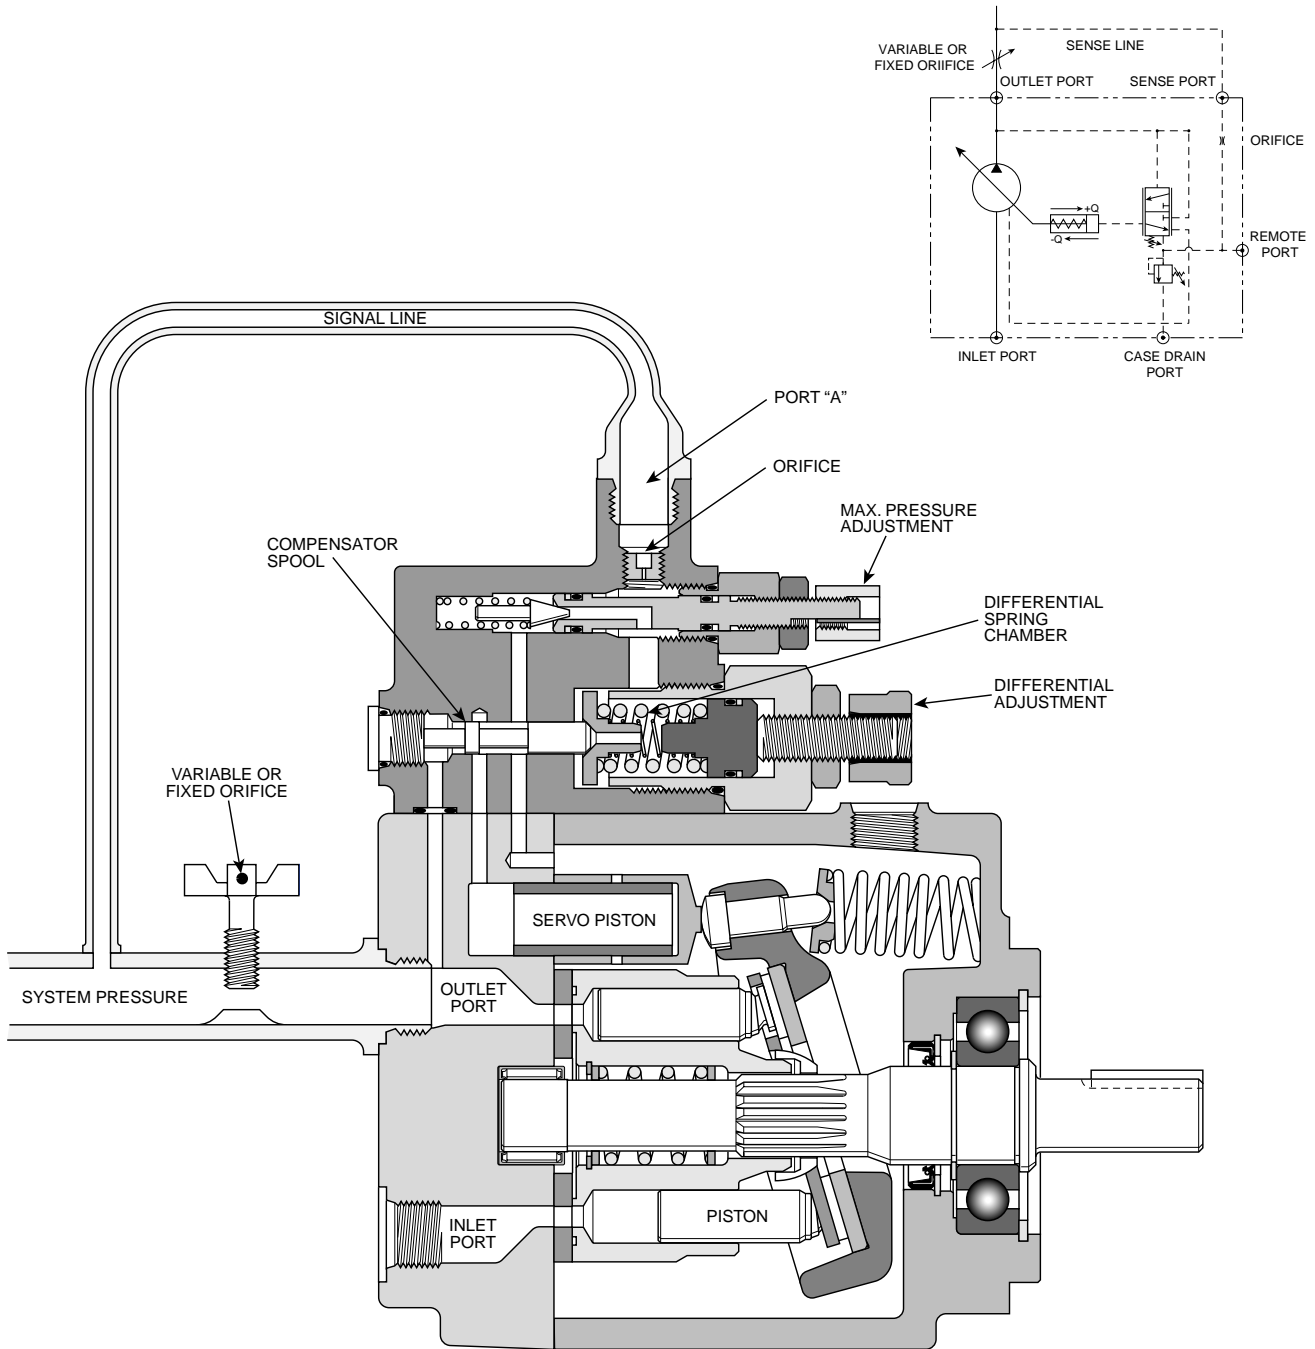 VARIABLE OR
FIXED ORIIFICE
SENSE LINE
OUTLET PORT
SENSE PORT
ORIFICE
+Q
-Q
REMOTE
PORT
INLET PORT
CASE DRAIN
PORT
SIGNAL LINE
PORT “A”
ORIFICE
MAX. PRESSURE
ADJUSTMENT
COMPENSATOR
SPOOL
DIFFERENTIAL
SPRING
CHAMBER
DIFFERENTIAL
ADJUSTMENT
VARIABLE OR
FIXED ORIFICE
SERVO PISTON
SYSTEM PRESSURE
OUTLET
PORT
PISTON
INLET
PORT